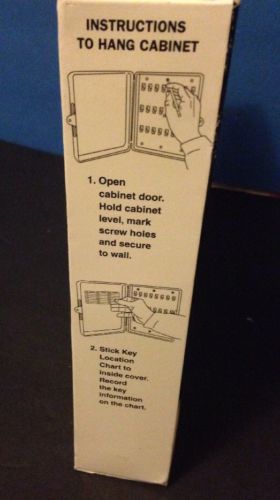 INSTRUCTIONS
TO HANG CABINET
1. Open
cabinet door.
Hold cabinet
level, mark
screw holes
and secure
to wall.
2. Stick Key
Location
Chart to
inside cover.
Record
the key
information
on the chart.